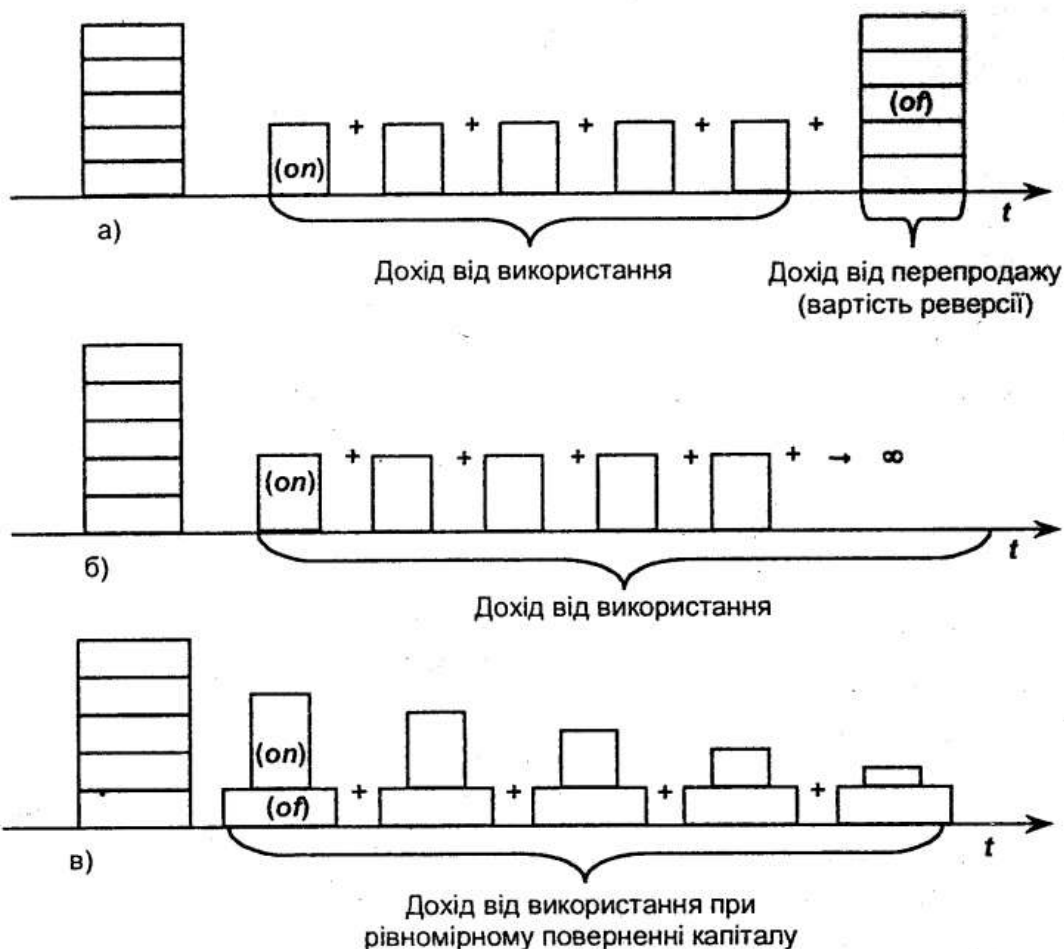 (of)
+ + + + +
(on)
t
а)
Дохід від використання
Дохід від перепродажу
(вартість реверсії)
+ + + + + → ∞
(on)
t
б)
Дохід від використання
(on)
+ + + +
(of)
t
в)
Дохід від використання при
рівномірному поверненні капіталу